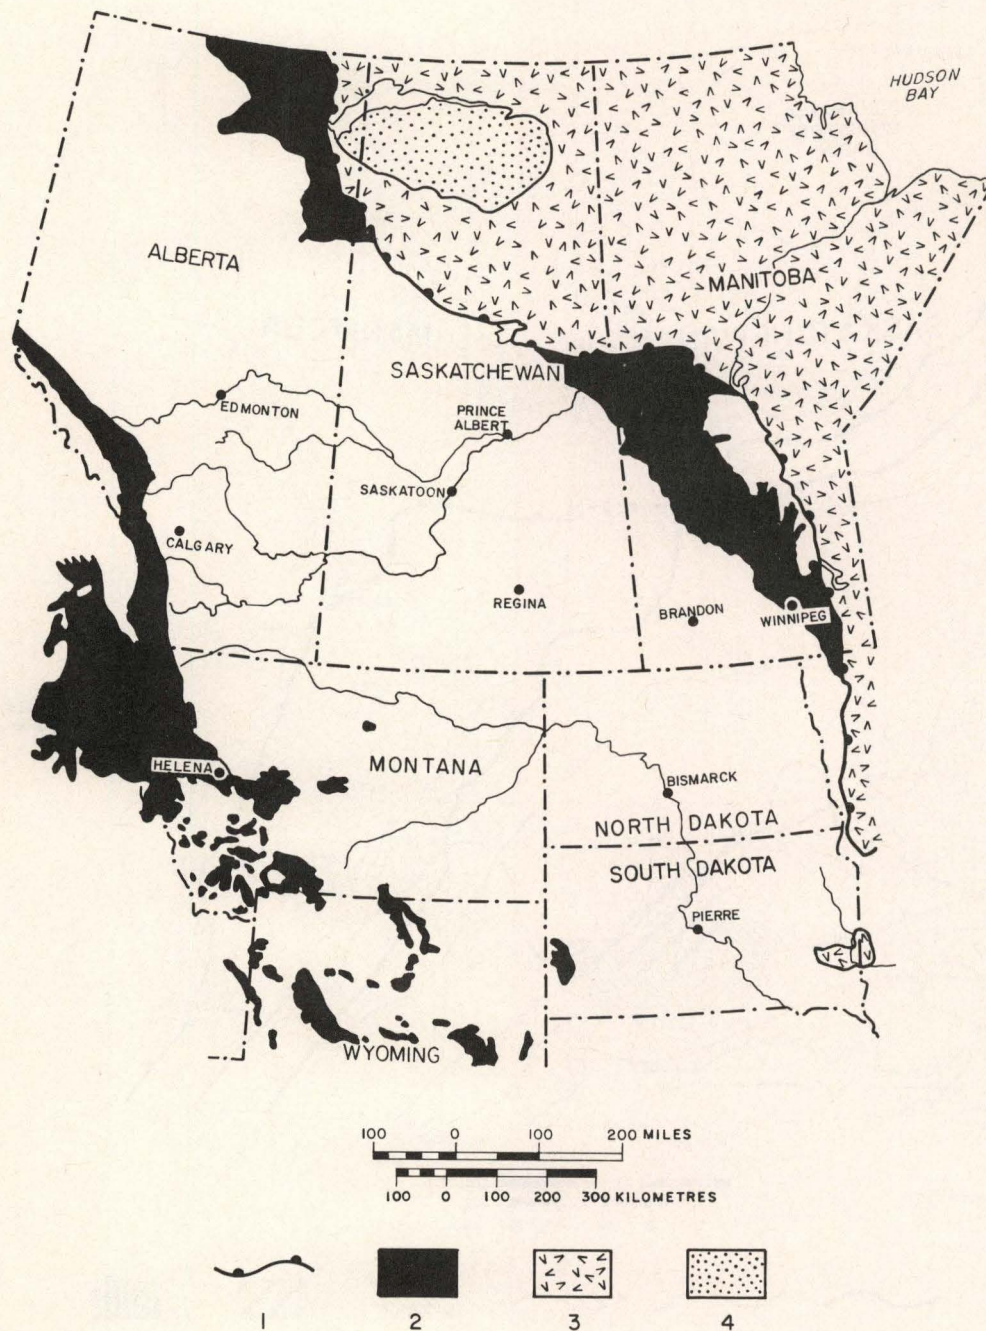 HUDSON
BAY
ALBERTA
MANITOBA
SASKATCHEWAN
EDMONTON
PRINCE
ALBERT
SASKATOON
CALGARY
REGINA
BRANDON
WINNIPEG
HELENA
MONTANA
BISMARCK
NORTH DAKOTA
SOUTH DAKOTA
PIERRE
WYOMING
100 0 100 200 MILES
100 0 100 200 300 KILOMETRES
1 2 3 4